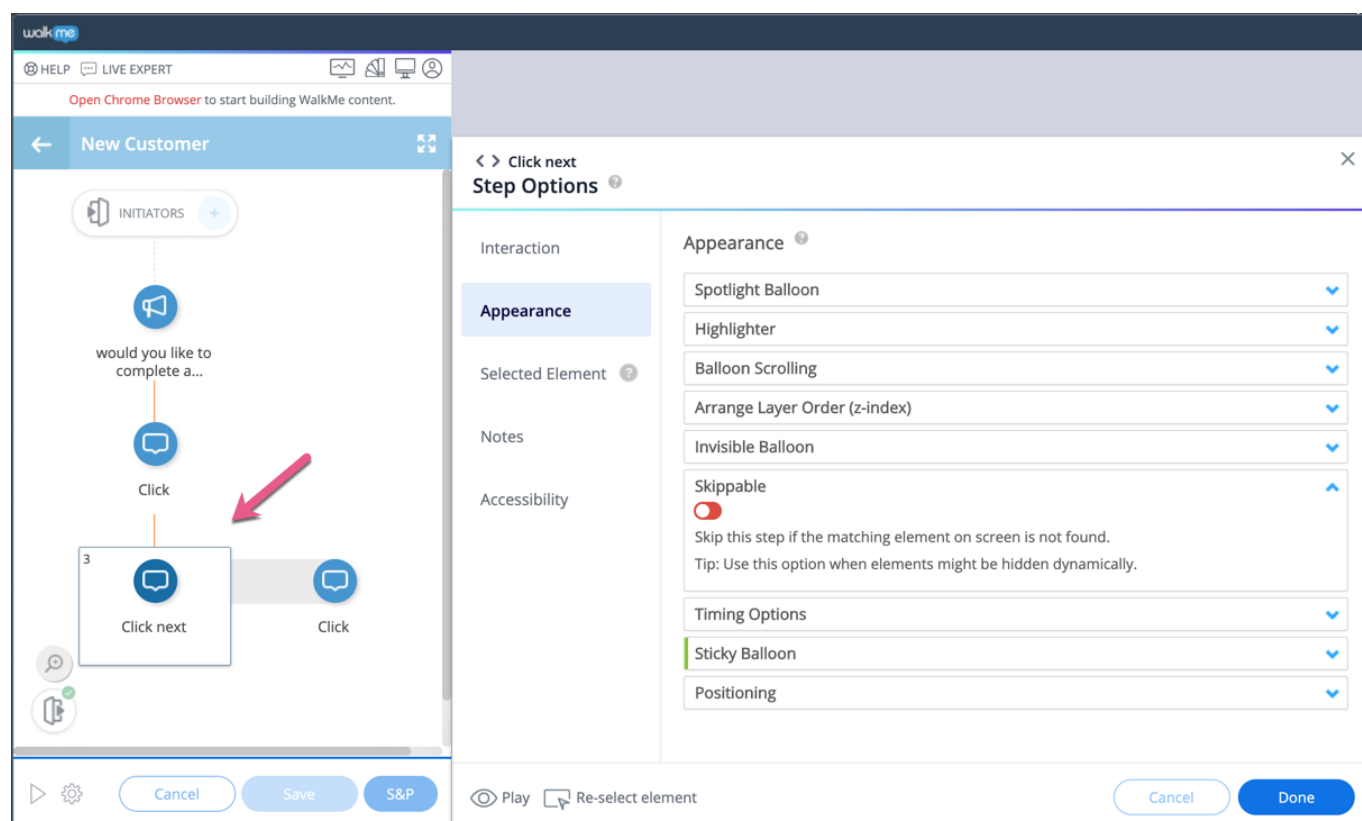 walkme
HELP LIVE EXPERT
Open Chrome Browser to start building WalkMe content.
New Customer
INITIATORS +
would you like to
complete a...
Click
3
Click next
Click
Cancel
Save
S&P
Click next
Step Options ?
Interaction
Appearance
Selected Element ?
Notes
Accessibility
Appearance ?
Spotlight Balloon
Highlighter
Balloon Scrolling
Arrange Layer Order (z-index)
Invisible Balloon
Skippable
Skip this step if the matching element on screen is not found.
Tip: Use this option when elements might be hidden dynamically.
Timing Options
Sticky Balloon
Positioning
Play
Re-select element
Cancel
Done